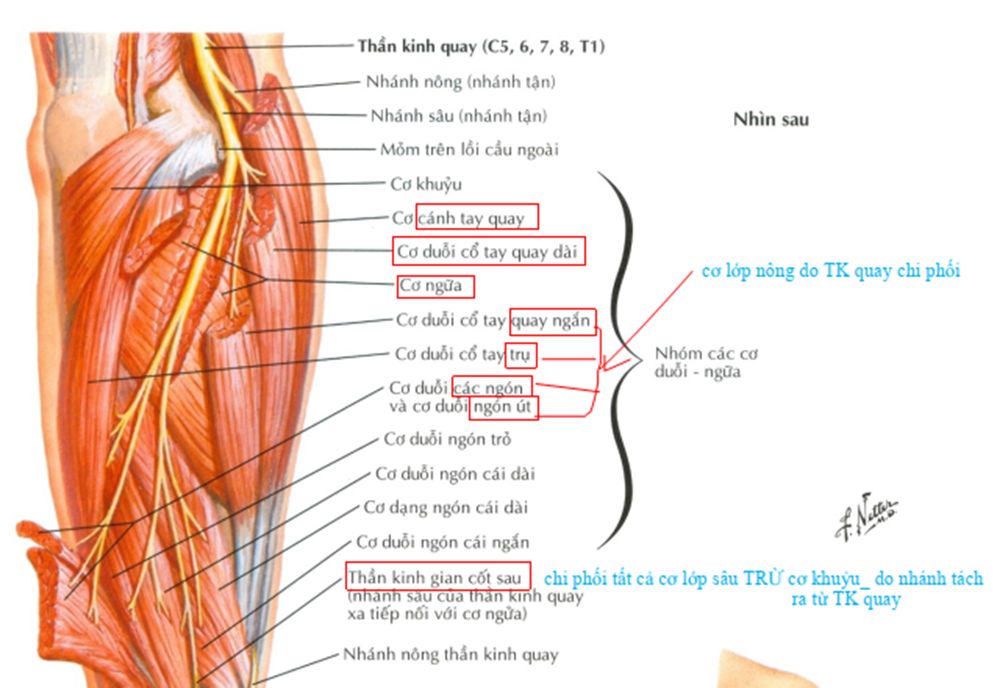 Thần kinh quay (C5, 6, 7, 8, T1)
Nhánh nông (nhánh tận)
Nhánh sâu (nhánh tận)
Nhìn sau
Mỏm trên lồi cầu ngoài
Cơ khuỷu
Cơ cánh tay quay
Cơ duỗi cổ tay quay dài
cơ lớp nông do TK quay chi phối
Cơ ngữa
Cơ duỗi cổ tay quay ngắn
Cơ duỗi cổ tay trụ
Nhóm các cơ
duỗi - ngữa
Cơ duỗi các ngón
và cơ duỗi ngón út
Cơ duỗi ngón trỏ
Cơ duỗi ngón cái dài
Cơ dạng ngón cái dài
Cơ duỗi ngón cái ngắn
Thần kinh gian cốt sau
(nhánh sâu của thần kinh quay
xa tiếp nối với cơ ngữa)
chi phối tất cả cơ lớp sâu TRỪ cơ khuỷu_ do nhánh tách
ra từ TK quay
Nhánh nông thần kinh quay
F. Netter
M.D.